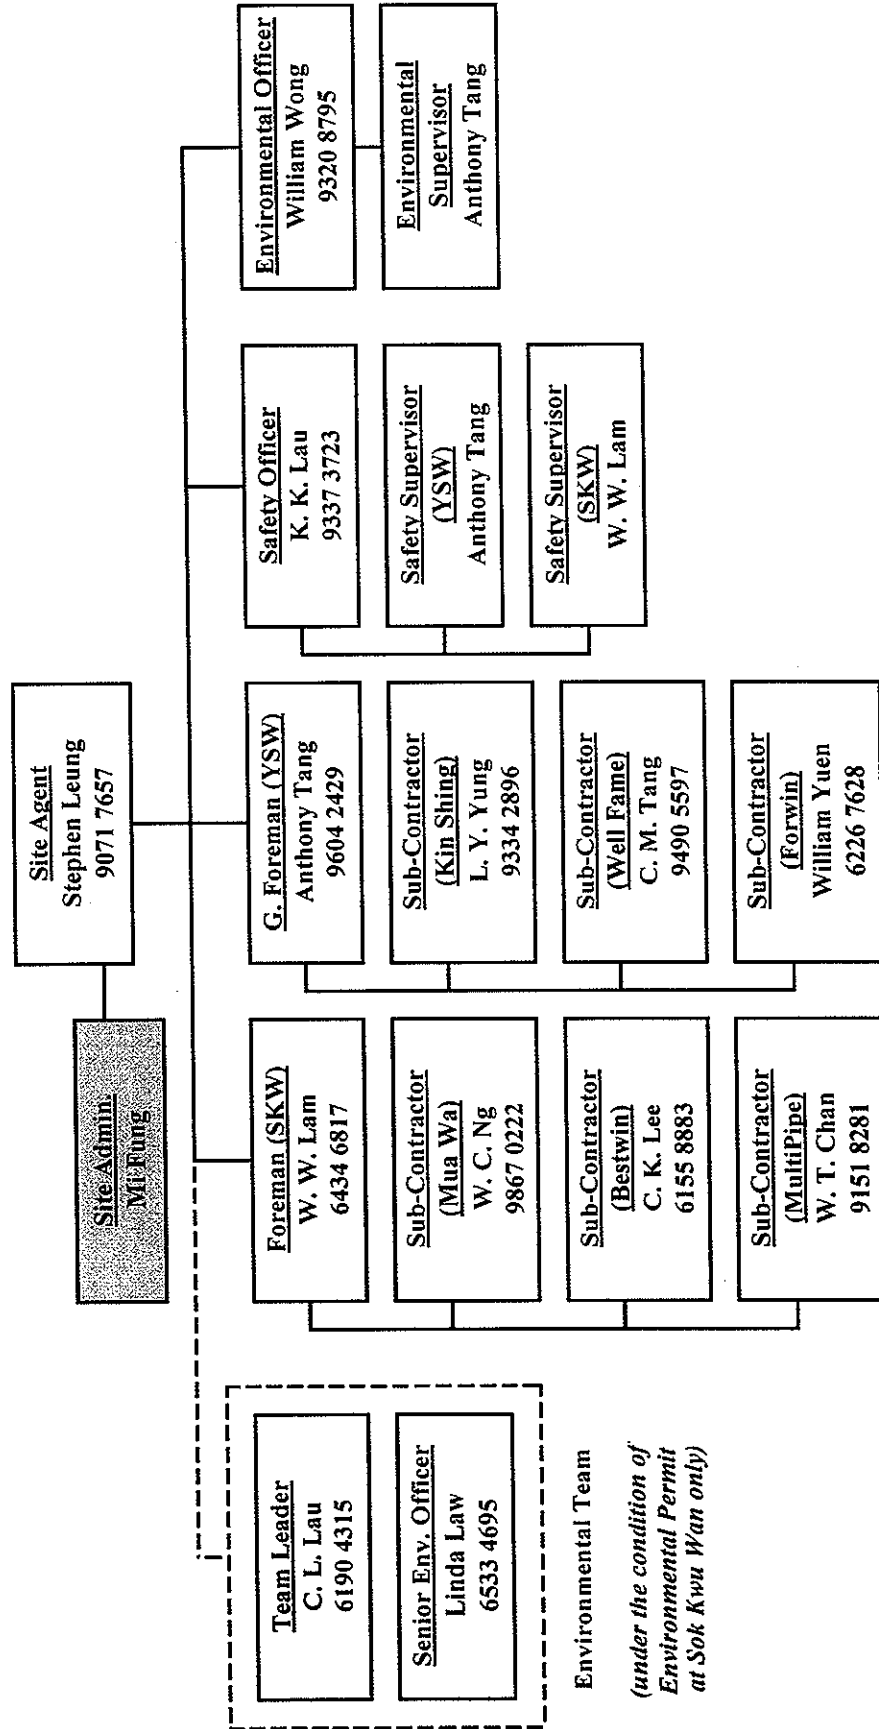 Site Agent
Stephen Leung
9071 7657
Site Admin.
Mi Fung
Team Leader
C. L. Lau
6190 4315
Senior Env. Officer
Linda Law
6533 4695
Environmental Team
(under the condition of
Environmental Permit
at Sok Kwu Wan only)
Foreman (SKW)
W. W. Lam
6434 6817
Sub-Contractor
(Mua Wa)
W. C. Ng
9867 0222
Sub-Contractor
(Bestwin)
C. K. Lee
6155 8883
Sub-Contractor
(MultiPipe)
W. T. Chan
9151 8281
G. Foreman (YSW)
Anthony Tang
9604 2429
Sub-Contractor
(Kin Shing)
L. Y. Yung
9334 2896
Sub-Contractor
(Well Fame)
C. M. Tang
9490 5597
Sub-Contractor
(Forwin)
William Yuen
6226 7628
Safety Officer
K. K. Lau
9337 3723
Safety Supervisor
(YSW)
Anthony Tang
Safety Supervisor
(SKW)
W. W. Lam
Environmental Officer
William Wong
9320 8795
Environmental
Supervisor
Anthony Tang